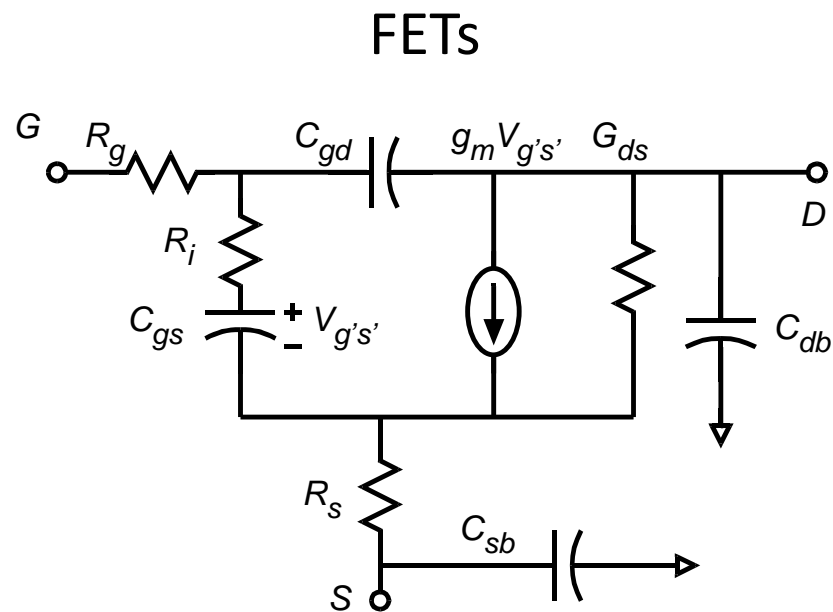 FETs
G
R_g
C_gd
g_mV_g's'
G_ds
D
R_i
C_gs
+
V_g's'
–
C_db
R_s
C_sb
S